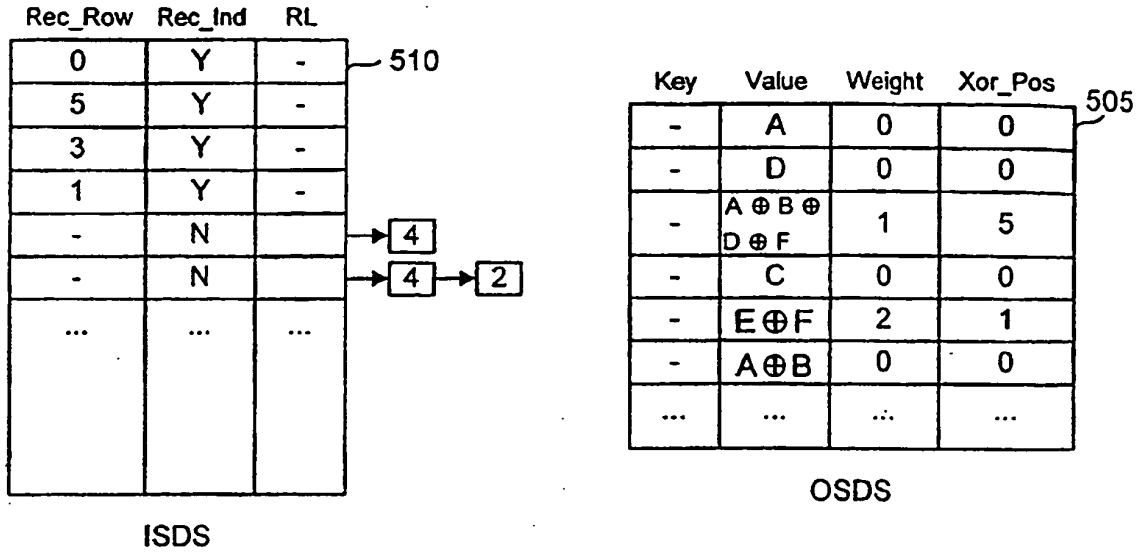 Rec_Row Rec_Ind RL
0 Y -
510
5 Y -
3 Y -
1 Y -
- N 4
- N 4 2
... ... ...
ISDS
Key Value Weight Xor_Pos
505
- A 0 0
- D 0 0
- A ⊕ B ⊕ D ⊕ F 1 5
- C 0 0
- E⊕F 2 1
- A⊕B 0 0
... ... ... ...
OSDS